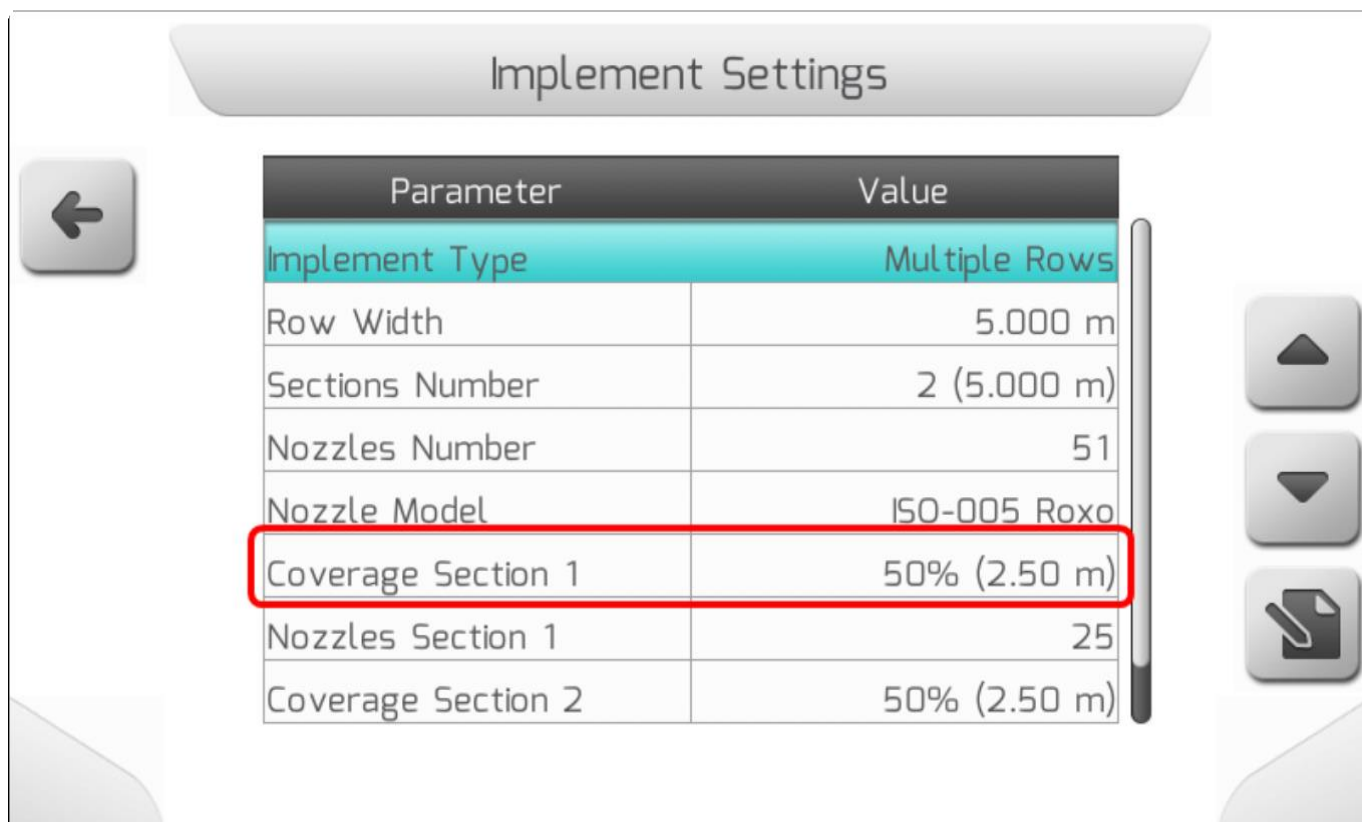 Implement Settings
Parameter Value
Implement Type Multiple Rows
Row Width 5.000 m
Sections Number 2 (5.000 m)
Nozzles Number 51
Nozzle Model ISO-005 Roxo
Coverage Section 1 50% (2.50 m)
Nozzles Section 1 25
Coverage Section 2 50% (2.50 m)